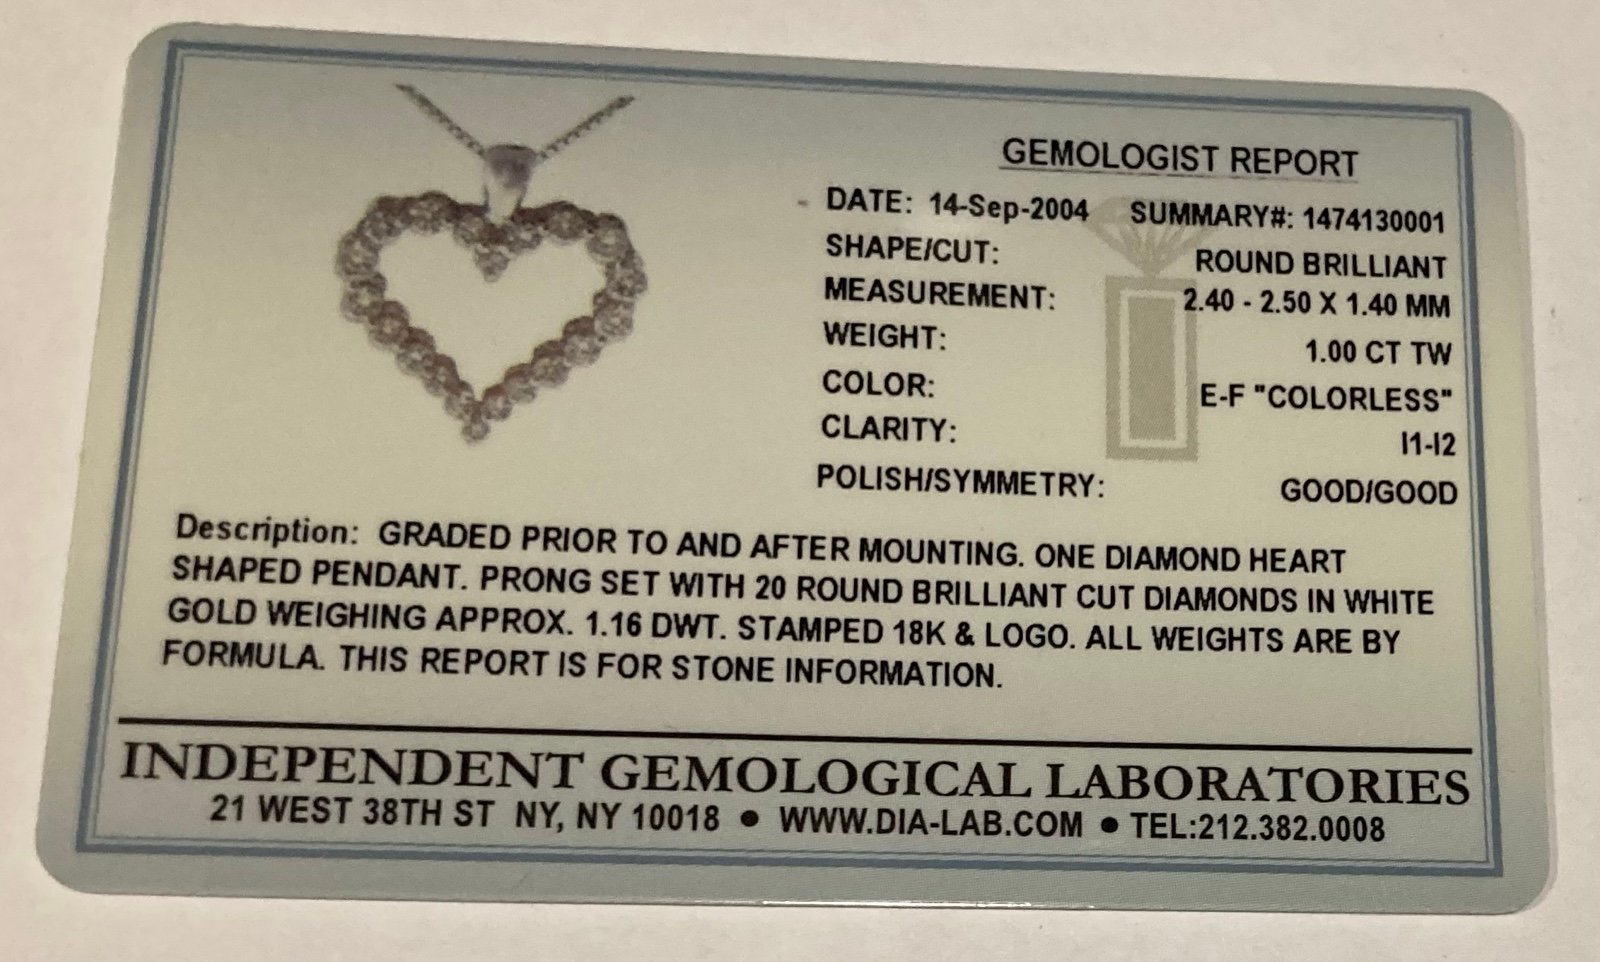 GEMOLOGIST REPORT
DATE: 14-Sep-2004 SUMMARY#: 1474130001
SHAPE/CUT: ROUND BRILLIANT
MEASUREMENT: 2.40 - 2.50 X 1.40 MM
WEIGHT: 1.00 CT TW
COLOR: E-F "COLORLESS"
CLARITY: I1-I2
POLISH/SYMMETRY: GOOD/GOOD
Description: GRADED PRIOR TO AND AFTER MOUNTING. ONE DIAMOND HEART
SHAPED PENDANT. PRONG SET WITH 20 ROUND BRILLIANT CUT DIAMONDS IN WHITE
GOLD WEIGHING APPROX. 1.16 DWT. STAMPED 18K & LOGO. ALL WEIGHTS ARE BY
FORMULA. THIS REPORT IS FOR STONE INFORMATION.
INDEPENDENT GEMOLOGICAL LABORATORIES
21 WEST 38TH ST NY, NY 10018 ● WWW.DIA-LAB.COM ● TEL:212.382.0008